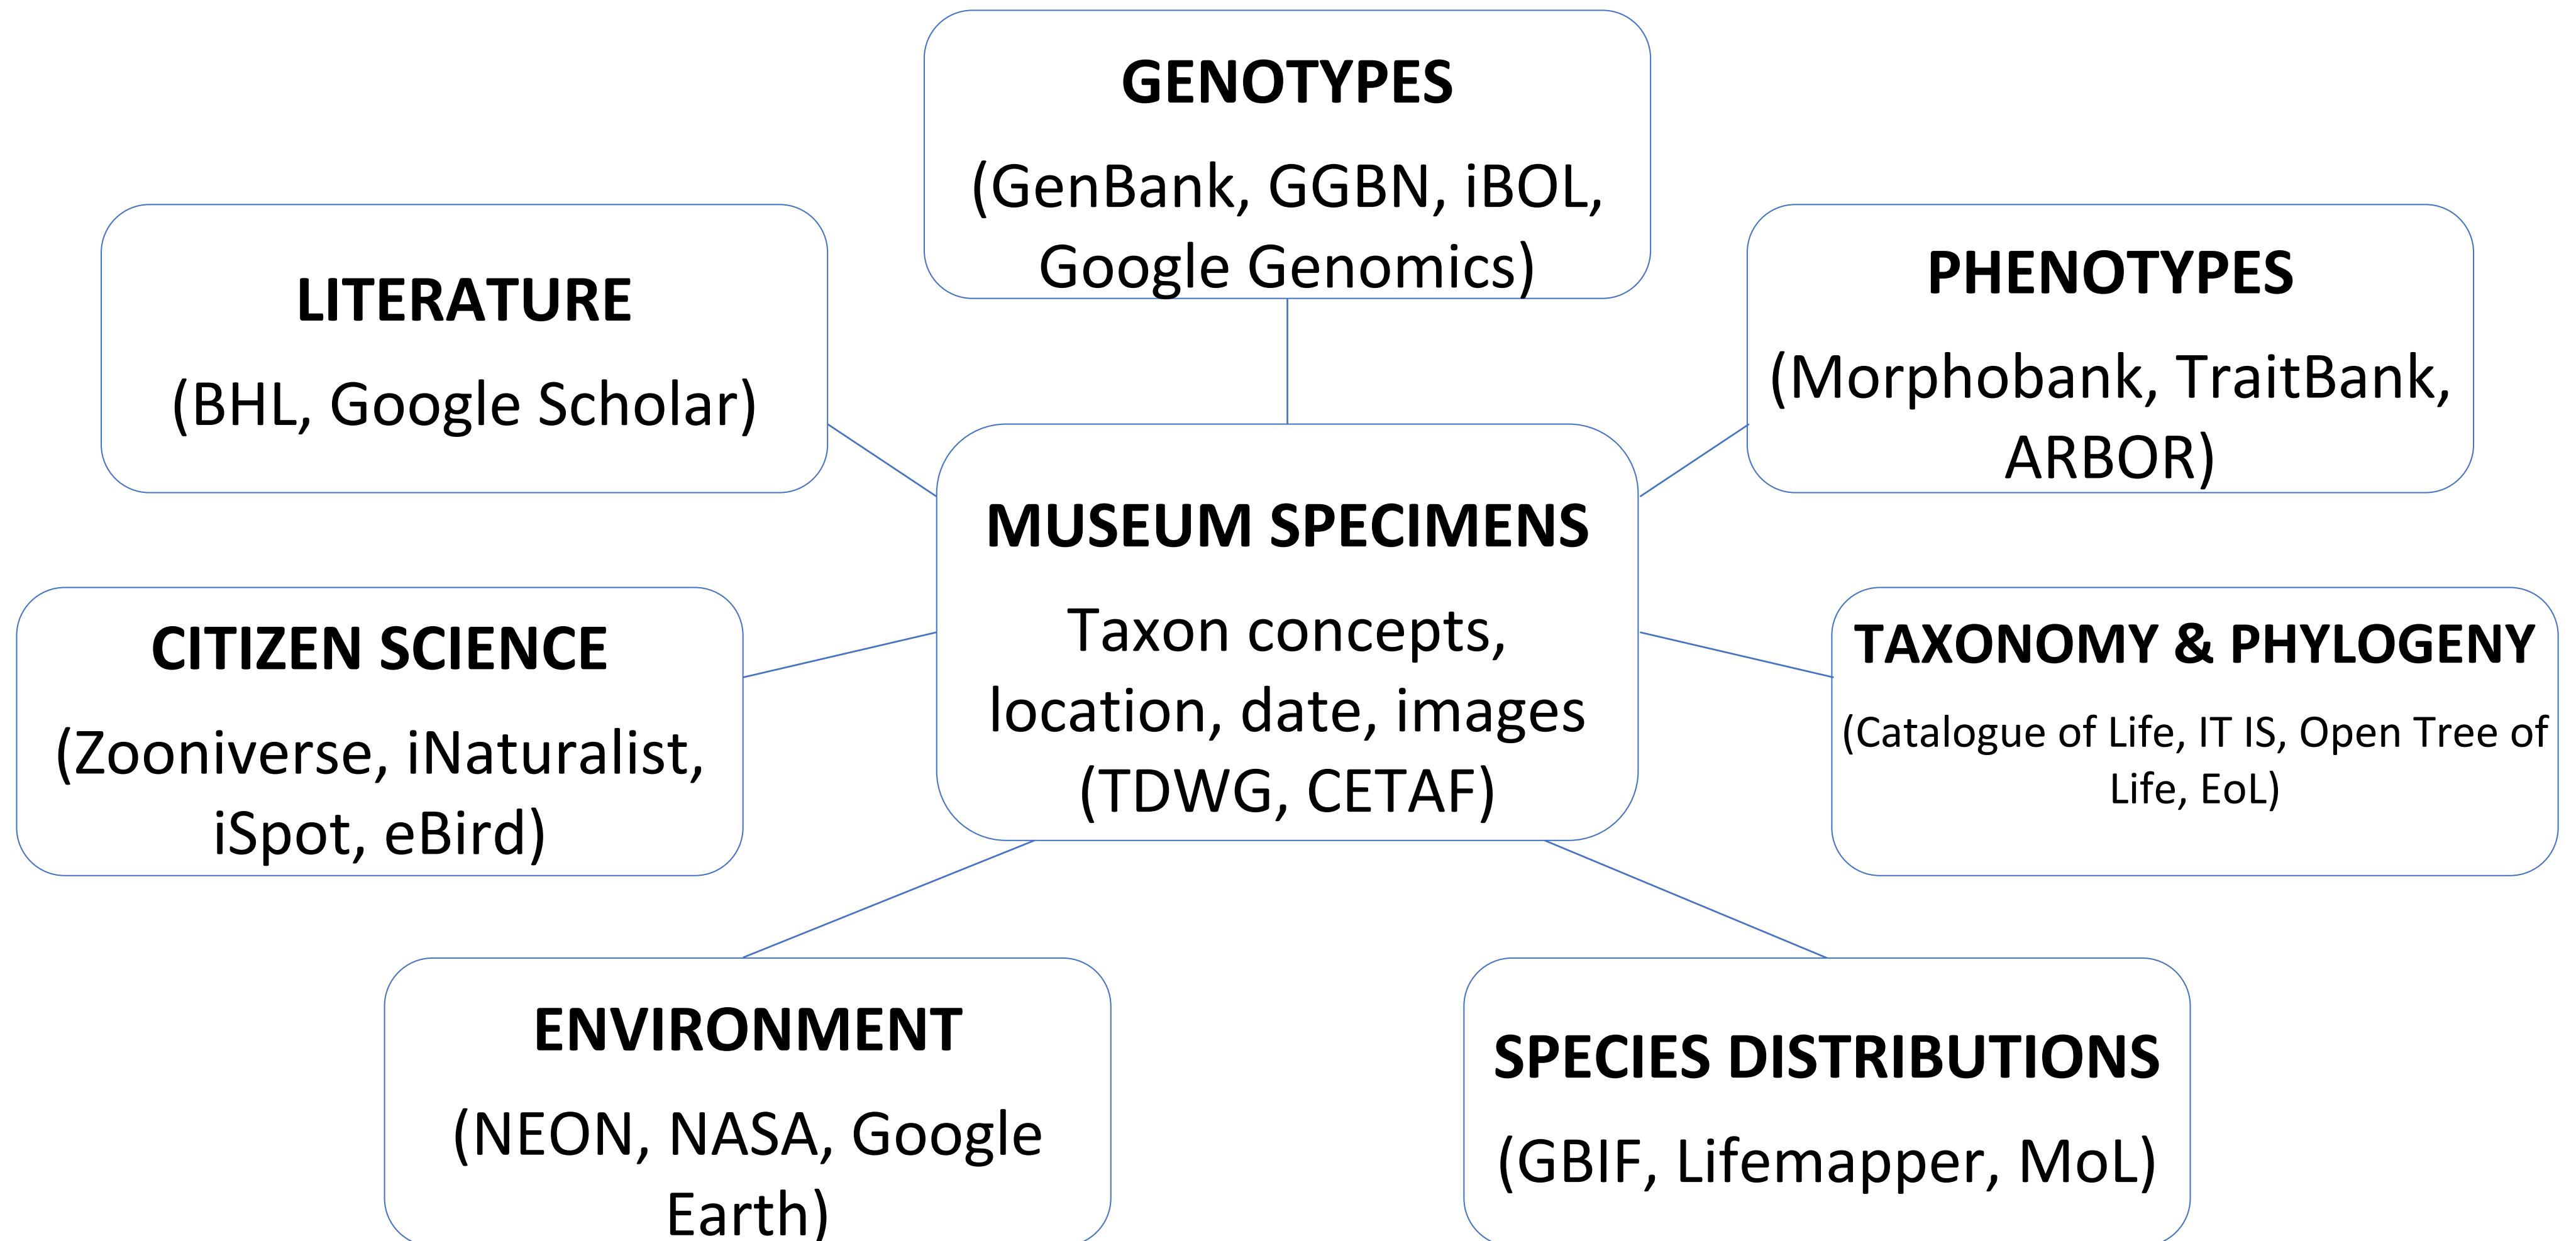 GENOTYPES
(GenBank, GGBN, iBOL,
Google Genomics)
LITERATURE
(BHL, Google Scholar)
PHENOTYPES
(Morphobank, TraitBank,
ARBOR)
MUSEUM SPECIMENS
Taxon concepts,
location, date, images
(TDWG, CETAF)
CITIZEN SCIENCE
(Zooniverse, iNaturalist,
iSpot, eBird)
TAXONOMY & PHYLOGENY
(Catalogue of Life, IT IS, Open Tree of
Life, EoL)
ENVIRONMENT
(NEON, NASA, Google
Earth)
SPECIES DISTRIBUTIONS
(GBIF, Lifemapper, MoL)